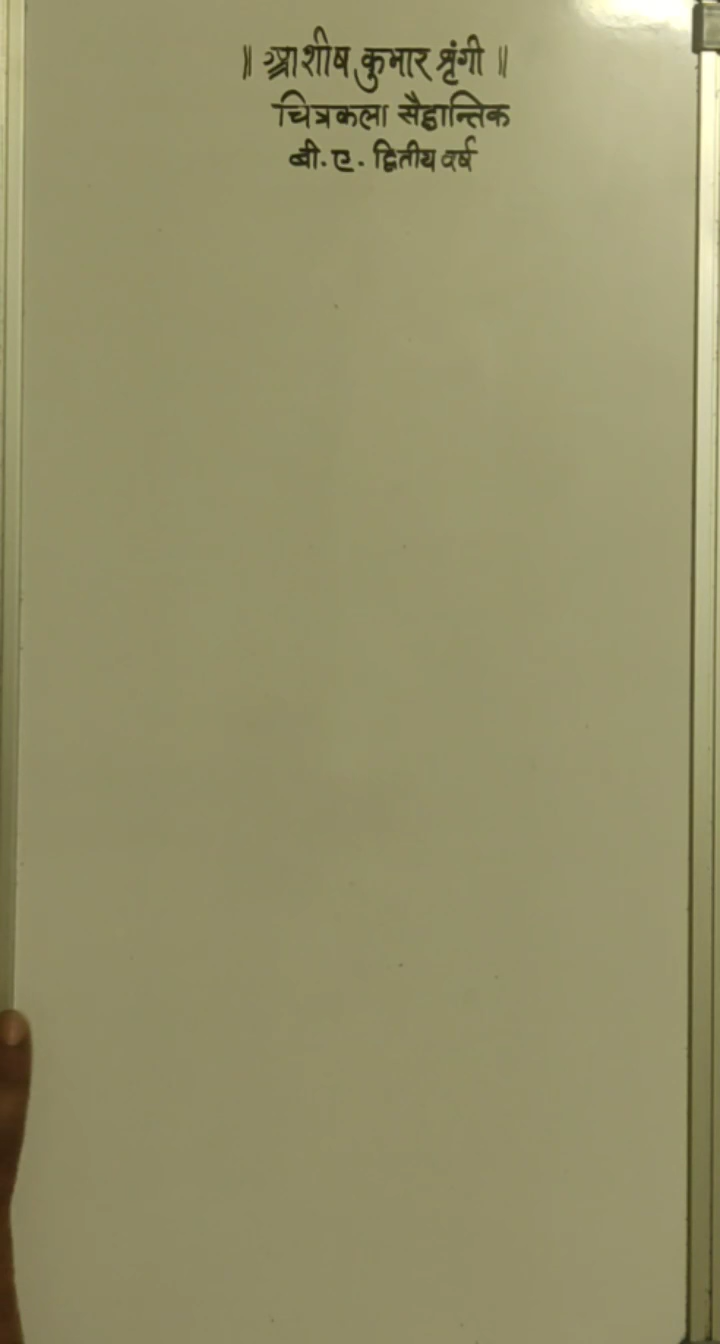 ॥ आशीष कुमार श्रृंगी ॥
चित्रकला सैद्धान्तिक
बी. ए. द्वितीय वर्ष